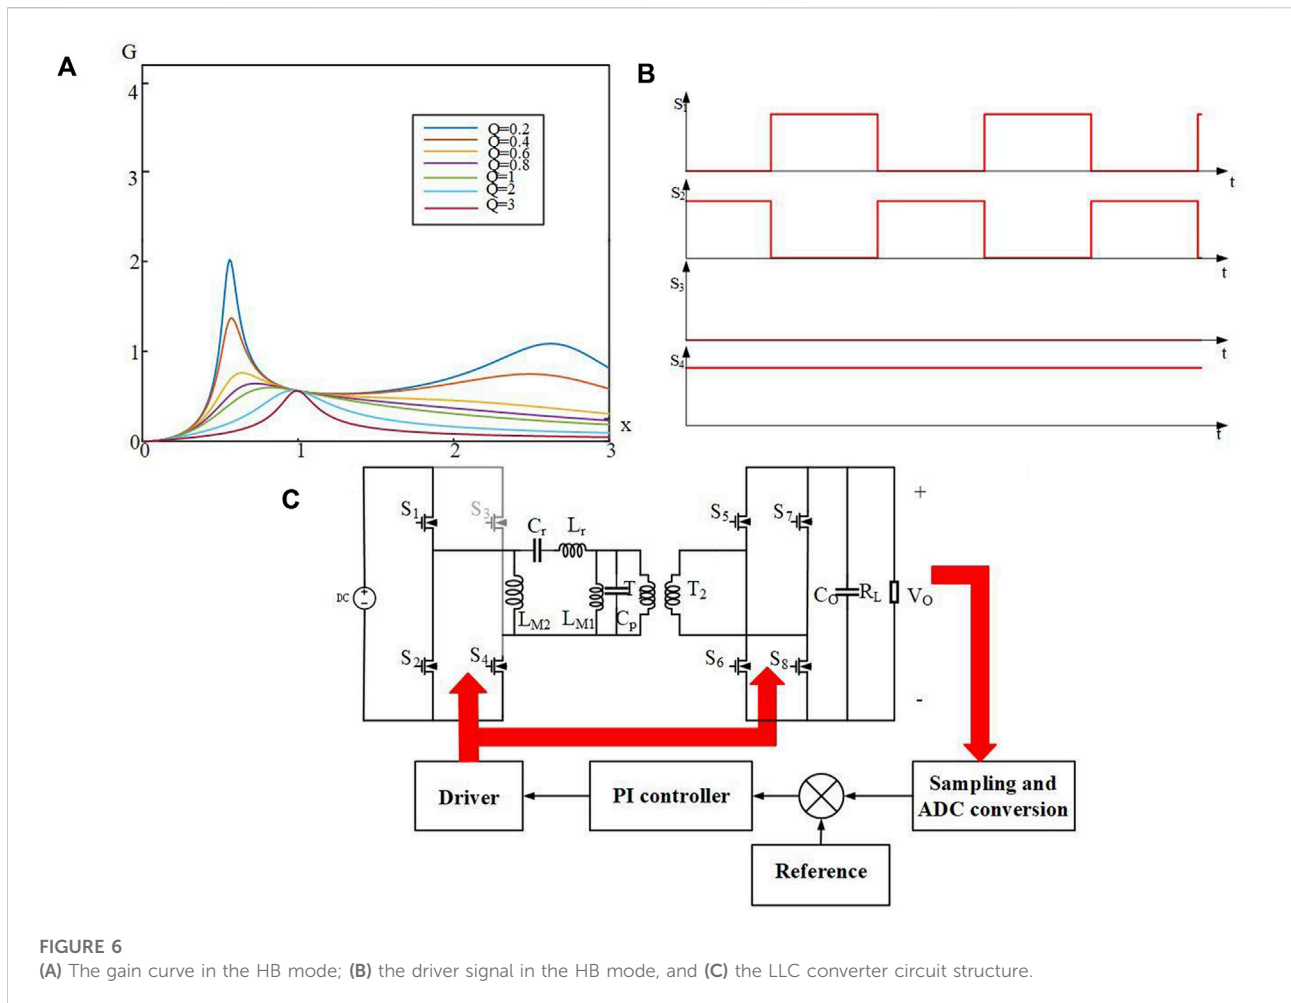 A
G
4
3
2
1
0
0
1
2
3
x
Q=0.2
Q=0.4
Q=0.6
Q=0.8
Q=1
Q=2
Q=3
B
S1
t
S2
t
S3
t
S4
t
C
S1
S3
Cr
Lr
S5
S7
DC
LM2
LM1
Cp
T
T2
CO
RL
VO
+
-
S2
S4
S6
S8
Driver
PI controller
Sampling and
ADC conversion
Reference
FIGURE 6
(A) The gain curve in the HB mode; (B) the driver signal in the HB mode, and (C) the LLC converter circuit structure.